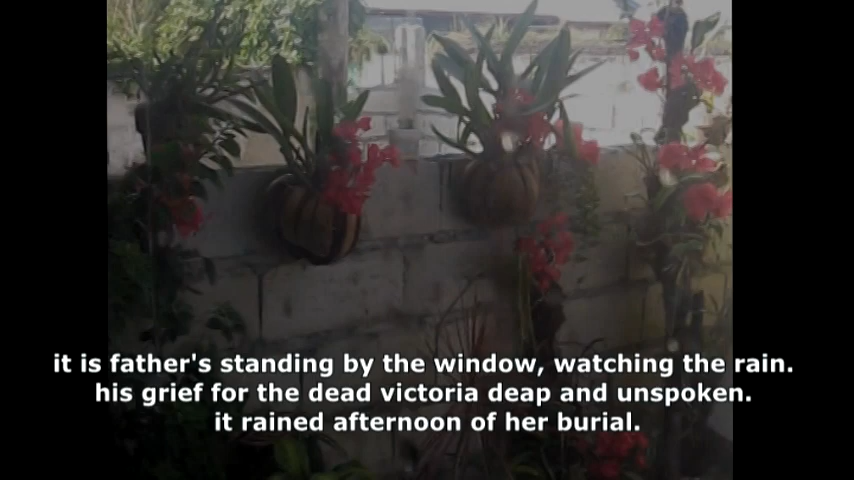 it is father's standing by the window, watching the rain.
his grief for the dead victoria deap and unspoken.
it rained afternoon of her burial.